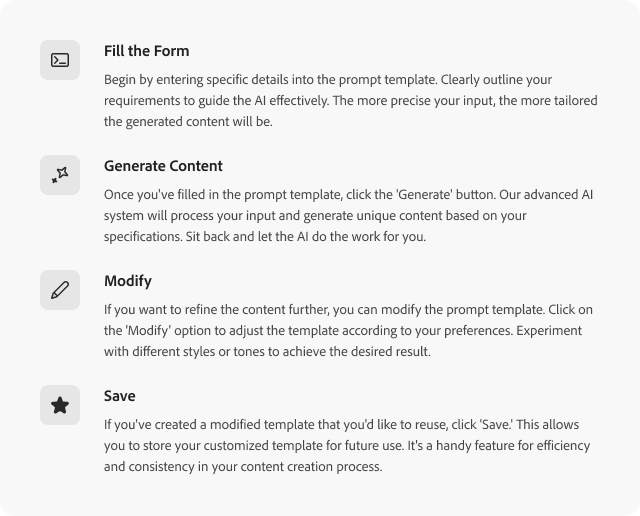 Fill the Form
Begin by entering specific details into the prompt template. Clearly outline your
requirements to guide the AI effectively. The more precise your input, the more tailored
the generated content will be.
Generate Content
Once you've filled in the prompt template, click the 'Generate' button. Our advanced AI
system will process your input and generate unique content based on your
specifications. Sit back and let the AI do the work for you.
Modify
If you want to refine the content further, you can modify the prompt template. Click on
the 'Modify' option to adjust the template according to your preferences. Experiment
with different styles or tones to achieve the desired result.
Save
If you've created a modified template that you'd like to reuse, click 'Save.' This allows
you to store your customized template for future use. It's a handy feature for efficiency
and consistency in your content creation process.